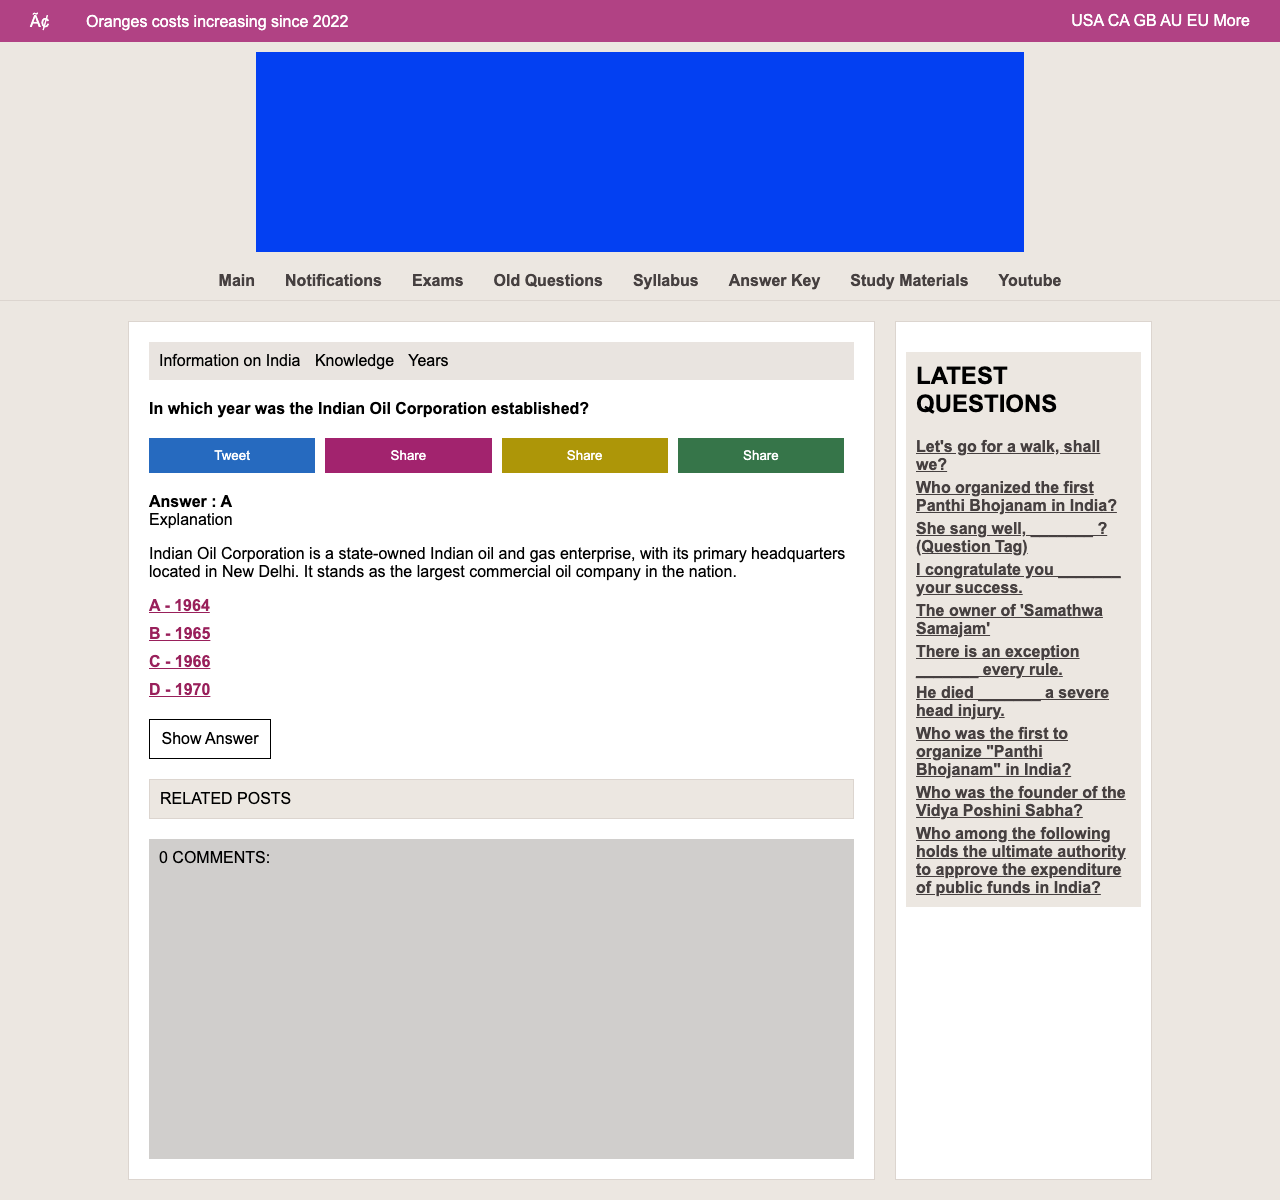 Ã¢ Oranges costs increasing since 2022 USA CA GB AU EU More
Main Notifications Exams Old Questions Syllabus Answer Key Study Materials Youtube
Information on India Knowledge Years
In which year was the Indian Oil Corporation established?
Tweet Share Share Share
Answer : A
Explanation
Indian Oil Corporation is a state-owned Indian oil and gas enterprise, with its primary headquarters
located in New Delhi. It stands as the largest commercial oil company in the nation.
A - 1964
B - 1965
C - 1966
D - 1970
Show Answer
RELATED POSTS
0 COMMENTS:
LATEST
QUESTIONS
Let's go for a walk, shall
we?
Who organized the first
Panthi Bhojanam in India?
She sang well, _______ ?
(Question Tag)
I congratulate you _______
your success.
The owner of 'Samathwa
Samajam'
There is an exception
_______ every rule.
He died _______ a severe
head injury.
Who was the first to
organize "Panthi
Bhojanam" in India?
Who was the founder of the
Vidya Poshini Sabha?
Who among the following
holds the ultimate authority
to approve the expenditure
of public funds in India?